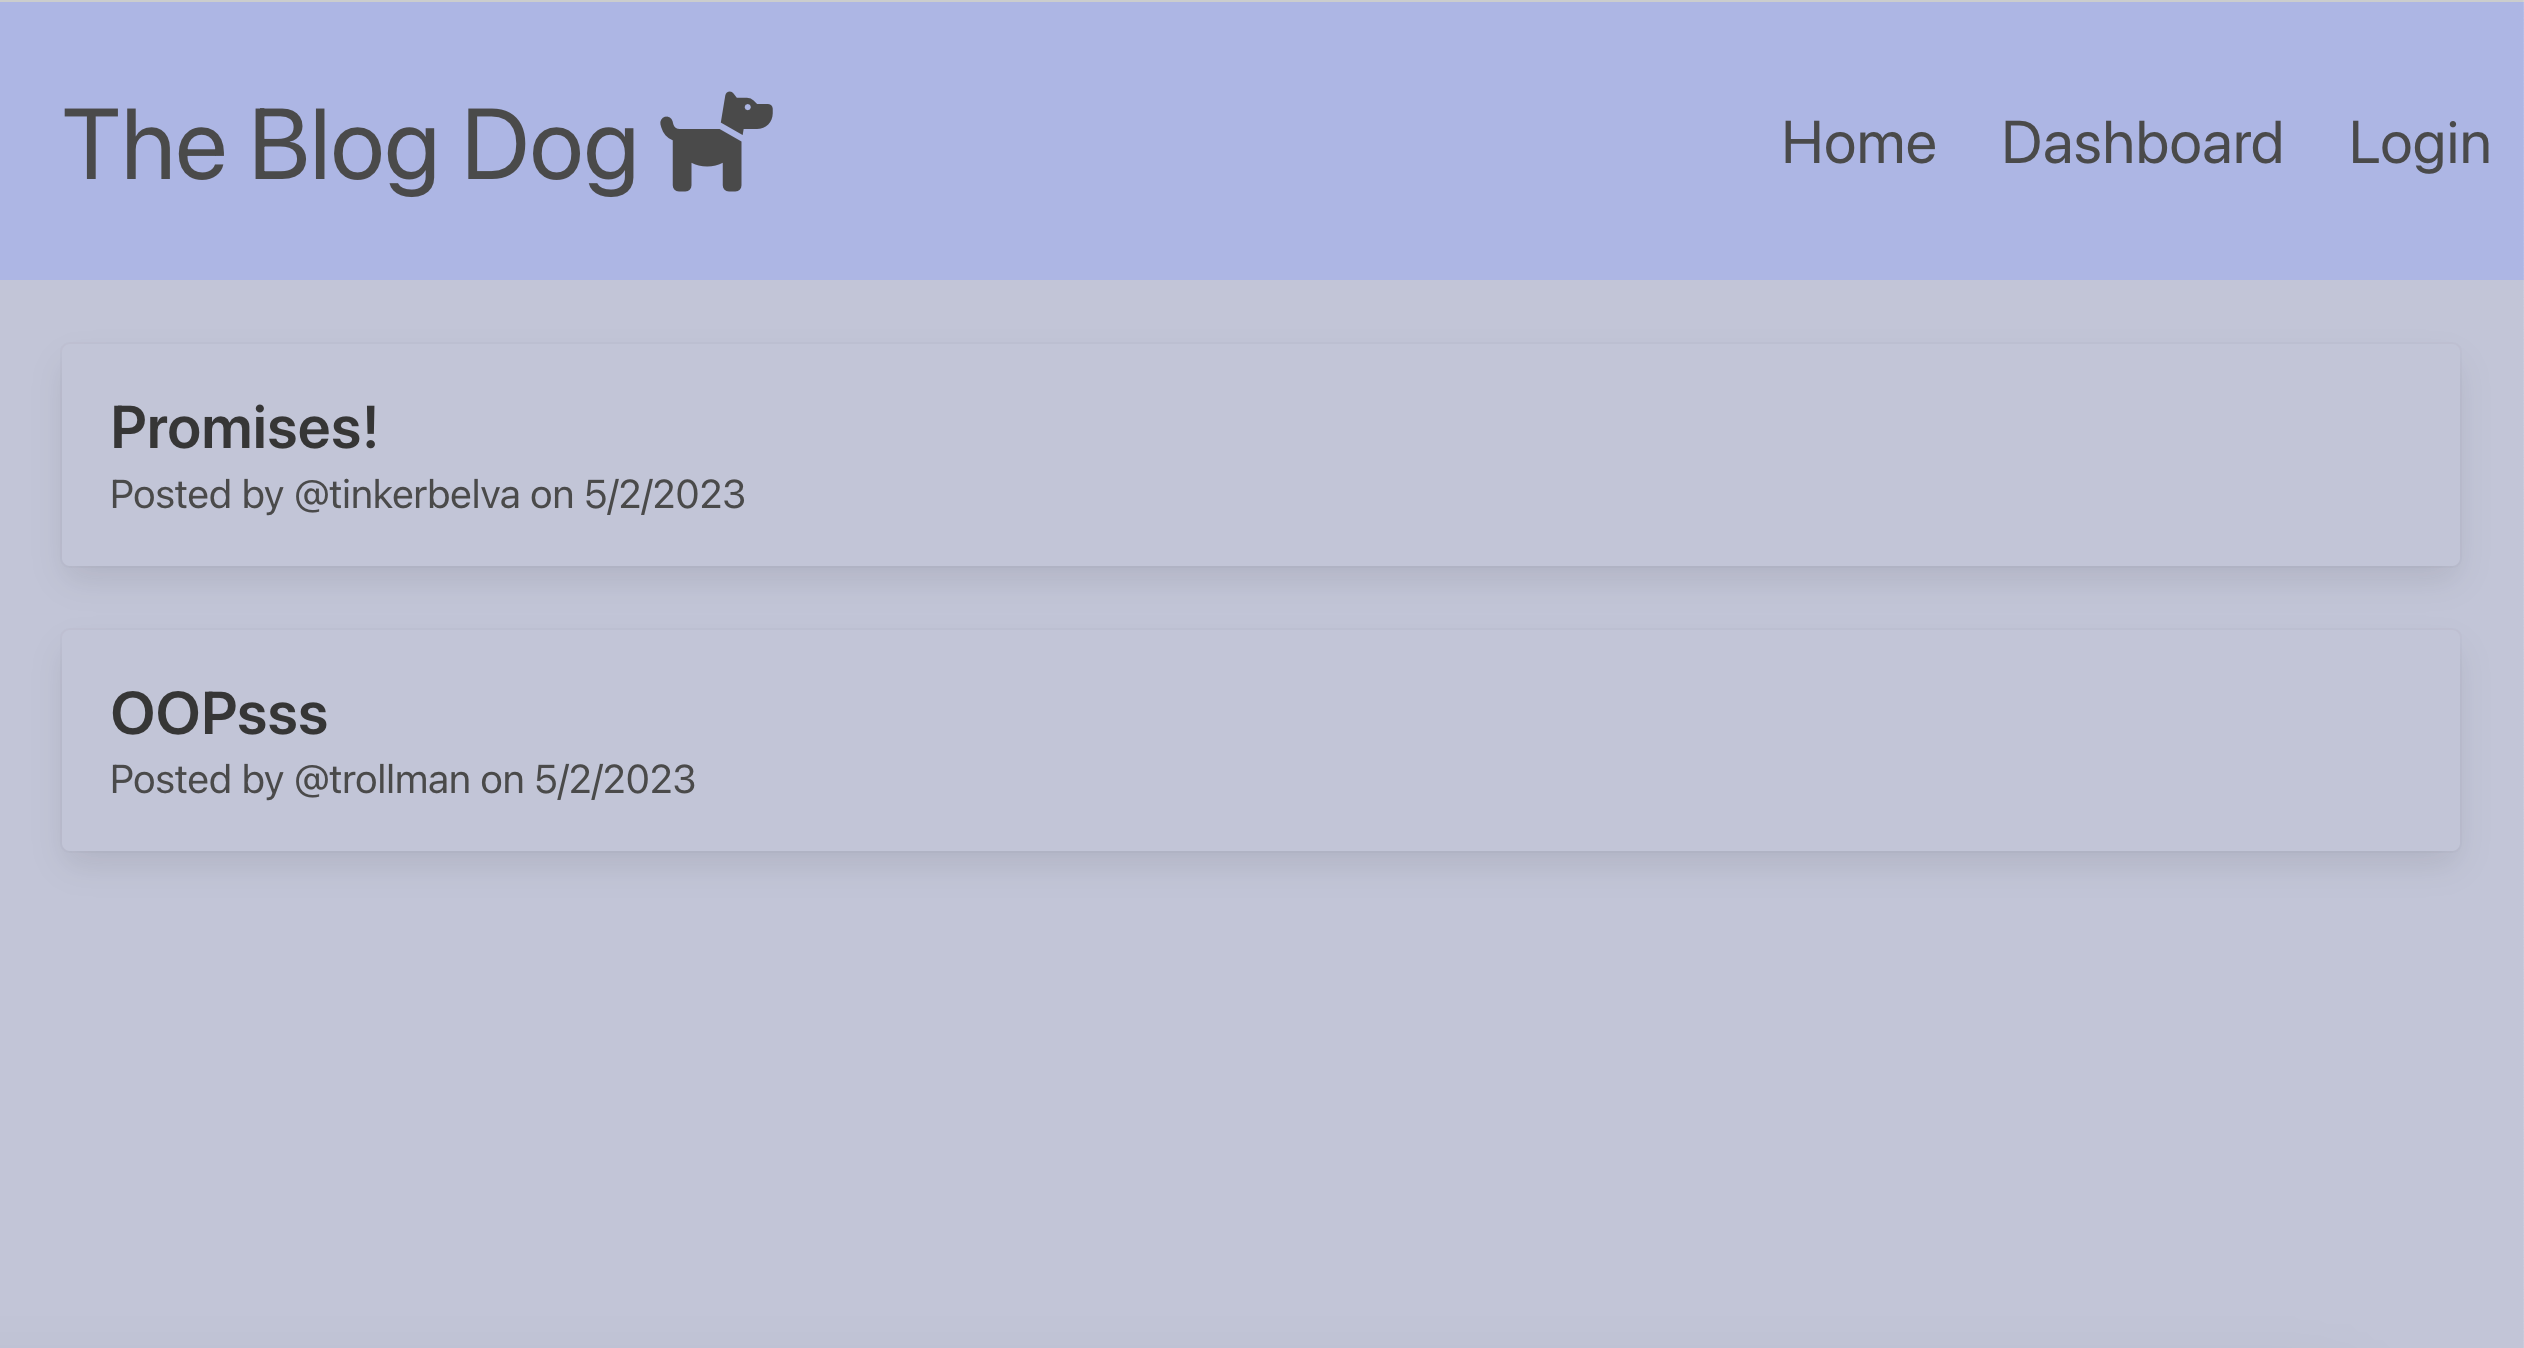 The Blog Dog
Home Dashboard Login
Promises!
Posted by @tinkerbelva on 5/2/2023
OOPsss
Posted by @trollman on 5/2/2023